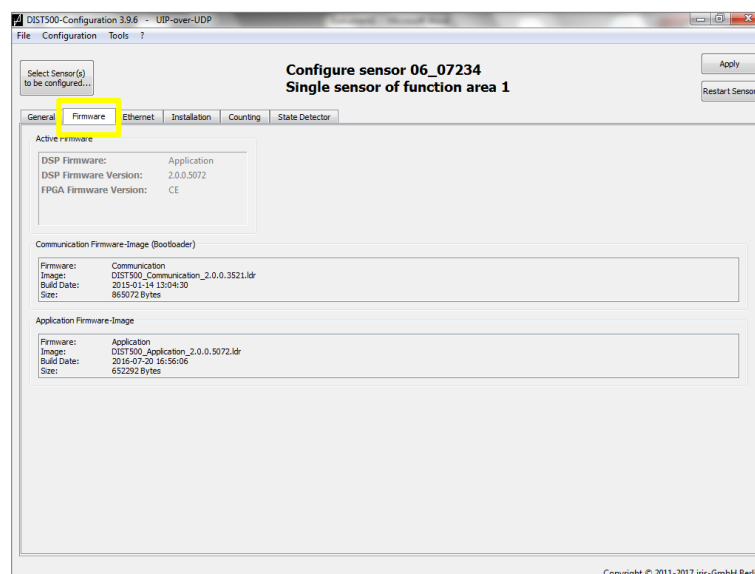 DIST500-Configuration 3.9.6 - UIP-over-UDP
File Configuration Tools ?
Select Sensor(s)
to be configured...
Configure sensor 06_07234
Single sensor of function area 1
Apply
Restart Sensor
General Firmware Ethernet Installation Counting State Detector
Active Firmware
DSP Firmware: Application
DSP Firmware Version: 2.0.0.5072
FPGA Firmware Version: CE
Communication Firmware-Image (Bootloader)
Firmware: Communication
Image: DIST500_Communication_2.0.0.3521.ldr
Build Date: 2015-01-14 13:04:30
Size: 865072 Bytes
Application Firmware-Image
Firmware: Application
Image: DIST500_Application_2.0.0.5072.ldr
Build Date: 2016-07-20 16:56:06
Size: 652292 Bytes
Copyright © 2011-2017 iris-GmbH Berl